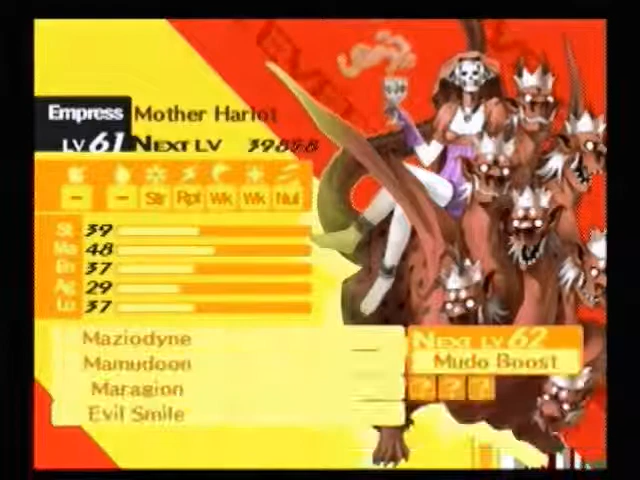 Empress Mother Harlot
LV 61 NEXT LV
- - Str Rpl Wk Wk Nul
St 39
Ma 48
En 37
Ag 29
Lu 37
Maziodyne
Mamudoon
Maragion
Evil Smile
NEXT LV 62
Mudo Boost
? ? ?